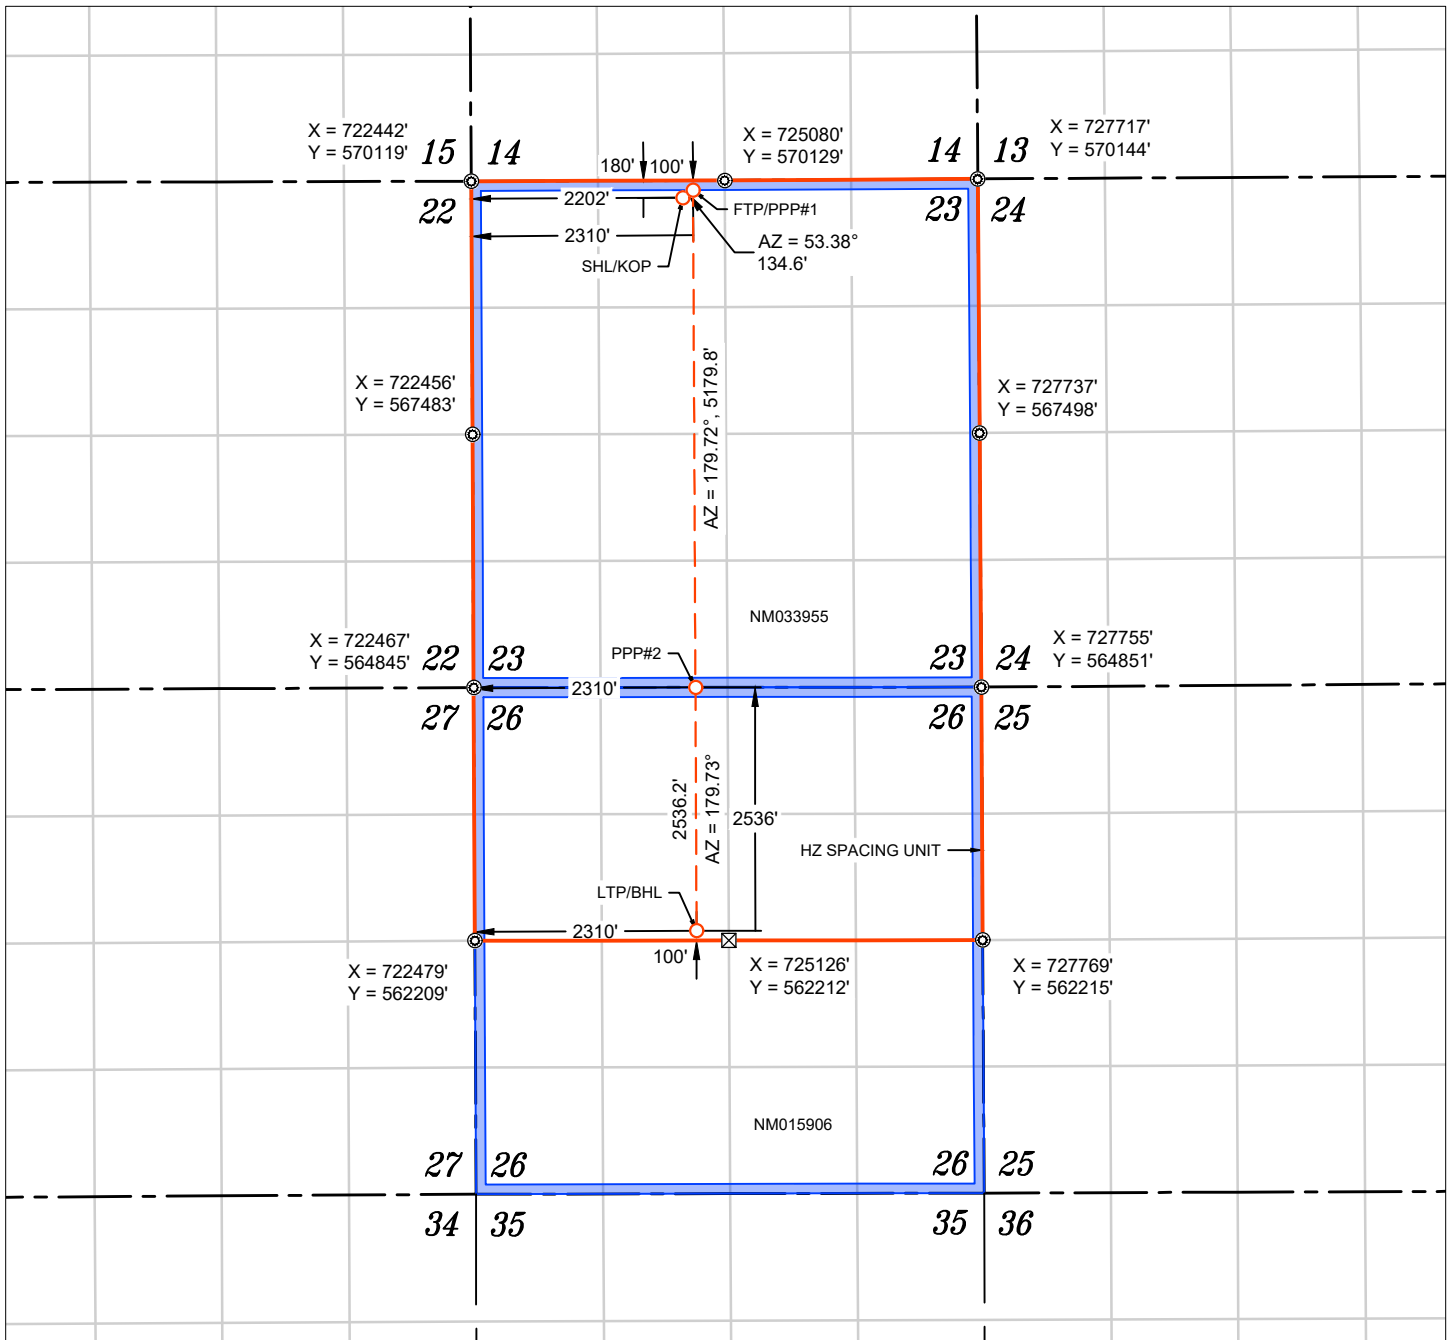 X = 722442'
Y = 570119'
X = 725080'
Y = 570129'
X = 727717'
Y = 570144'
15
14
14
13
180'
100'
22
2202'
FTP/PPP#1
23
24
2310'
AZ = 53.38°
134.6'
SHL/KOP
AZ = 179.72°, 5179.8'
X = 722456'
Y = 567483'
X = 727737'
Y = 567498'
NM033955
X = 722467'
Y = 564845'
22
23
PPP#2
23
24
X = 727755'
Y = 564851'
2310'
27
26
26
25
2536.2'
AZ = 179.73°
2536'
HZ SPACING UNIT
LTP/BHL
2310'
100'
X = 722479'
Y = 562209'
X = 725126'
Y = 562212'
X = 727769'
Y = 562215'
NM015906
27
26
26
25
34
35
35
36